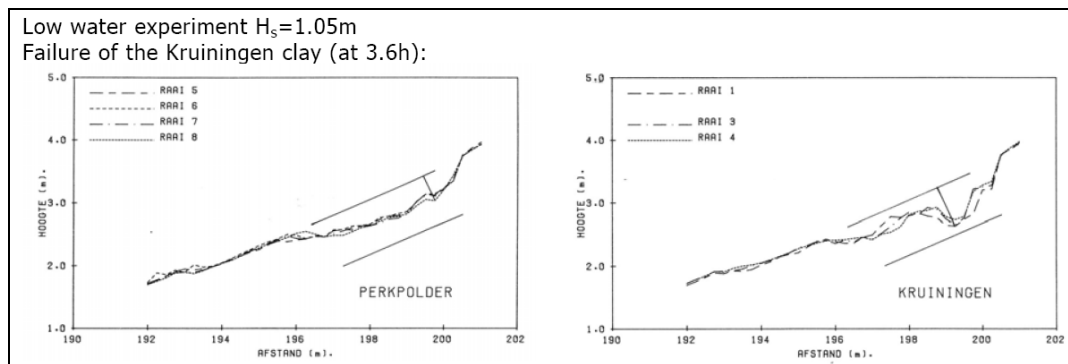 Low water experiment Hₛ=1.05m
Failure of the Kruiningen clay (at 3.6h):
5.0
4.0
3.0
2.0
1.0
HOOGTE (m).
RAAI 5
RAAI 6
RAAI 7
RAAI 8
PERKPOLDER
190 192 194 196 198 200 202
AFSTAND (m).
5.0
4.0
3.0
2.0
1.0
HOOGTE (m).
RAAI 1
RAAI 3
RAAI 4
KRUININGEN
190 192 194 196 198 200 202
AFSTAND (m).